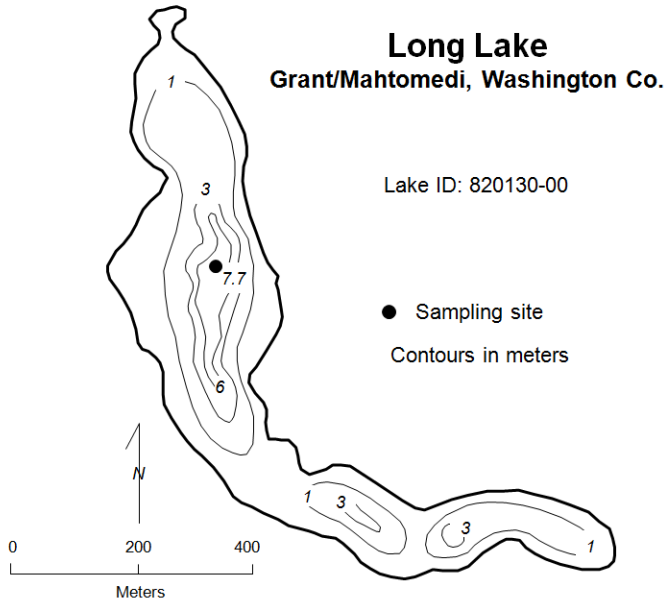 Long Lake
Grant/Mahtomedi, Washington Co.
1
Lake ID: 820130-00
3
7.7
Sampling site
Contours in meters
6
N
1
3
3
1
0 200 400
Meters